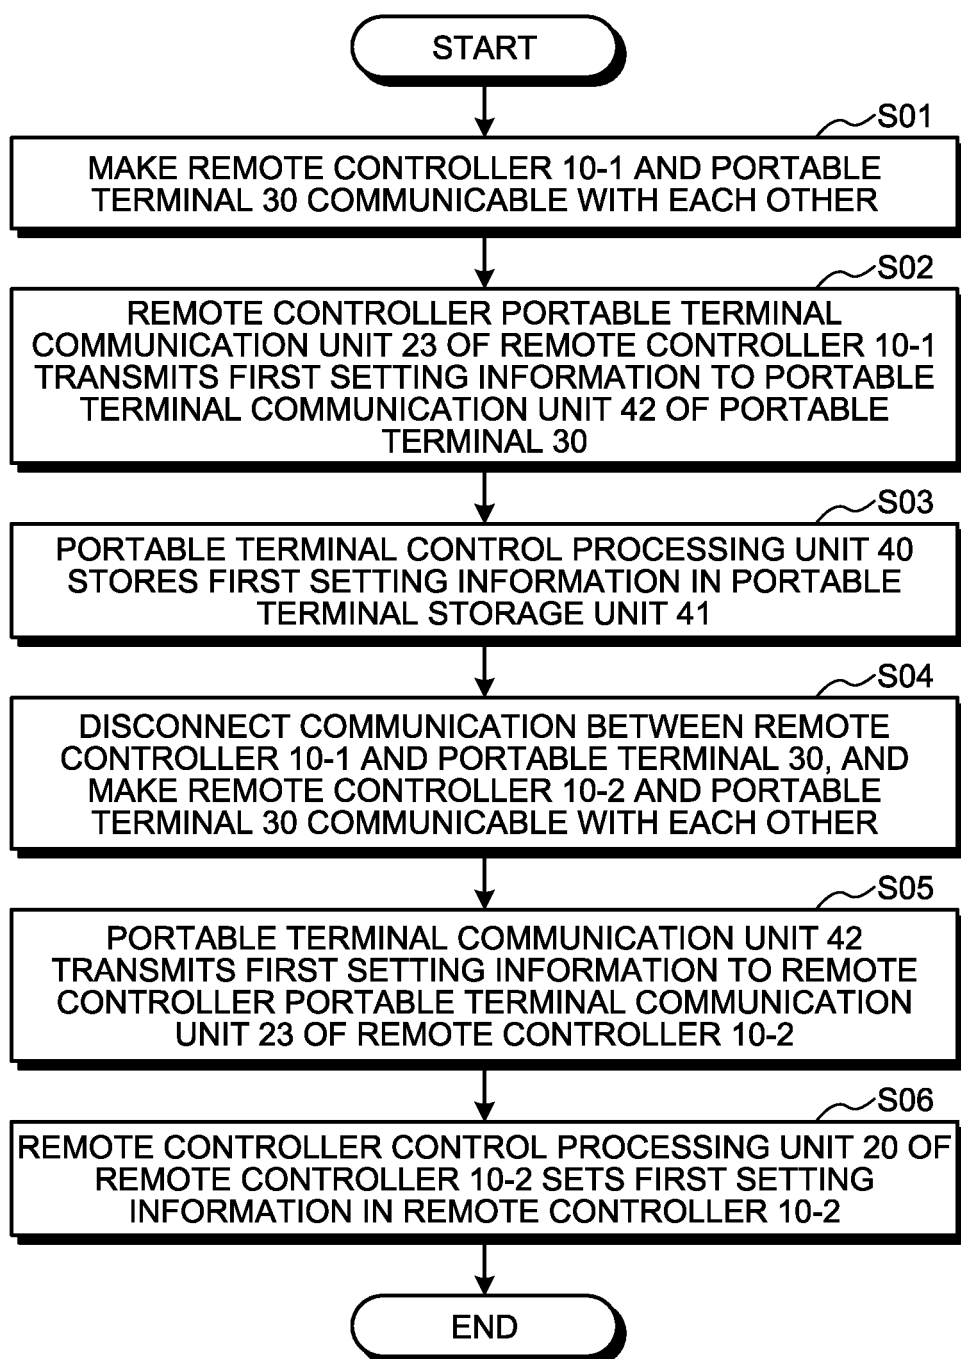 START
S01
MAKE REMOTE CONTROLLER 10-1 AND PORTABLE
TERMINAL 30 COMMUNICABLE WITH EACH OTHER
S02
REMOTE CONTROLLER PORTABLE TERMINAL
COMMUNICATION UNIT 23 OF REMOTE CONTROLLER 10-1
TRANSMITS FIRST SETTING INFORMATION TO PORTABLE
TERMINAL COMMUNICATION UNIT 42 OF PORTABLE
TERMINAL 30
S03
PORTABLE TERMINAL CONTROL PROCESSING UNIT 40
STORES FIRST SETTING INFORMATION IN PORTABLE
TERMINAL STORAGE UNIT 41
S04
DISCONNECT COMMUNICATION BETWEEN REMOTE
CONTROLLER 10-1 AND PORTABLE TERMINAL 30, AND
MAKE REMOTE CONTROLLER 10-2 AND PORTABLE
TERMINAL 30 COMMUNICABLE WITH EACH OTHER
S05
PORTABLE TERMINAL COMMUNICATION UNIT 42
TRANSMITS FIRST SETTING INFORMATION TO REMOTE
CONTROLLER PORTABLE TERMINAL COMMUNICATION
UNIT 23 OF REMOTE CONTROLLER 10-2
S06
REMOTE CONTROLLER CONTROL PROCESSING UNIT 20 OF
REMOTE CONTROLLER 10-2 SETS FIRST SETTING
INFORMATION IN REMOTE CONTROLLER 10-2
END